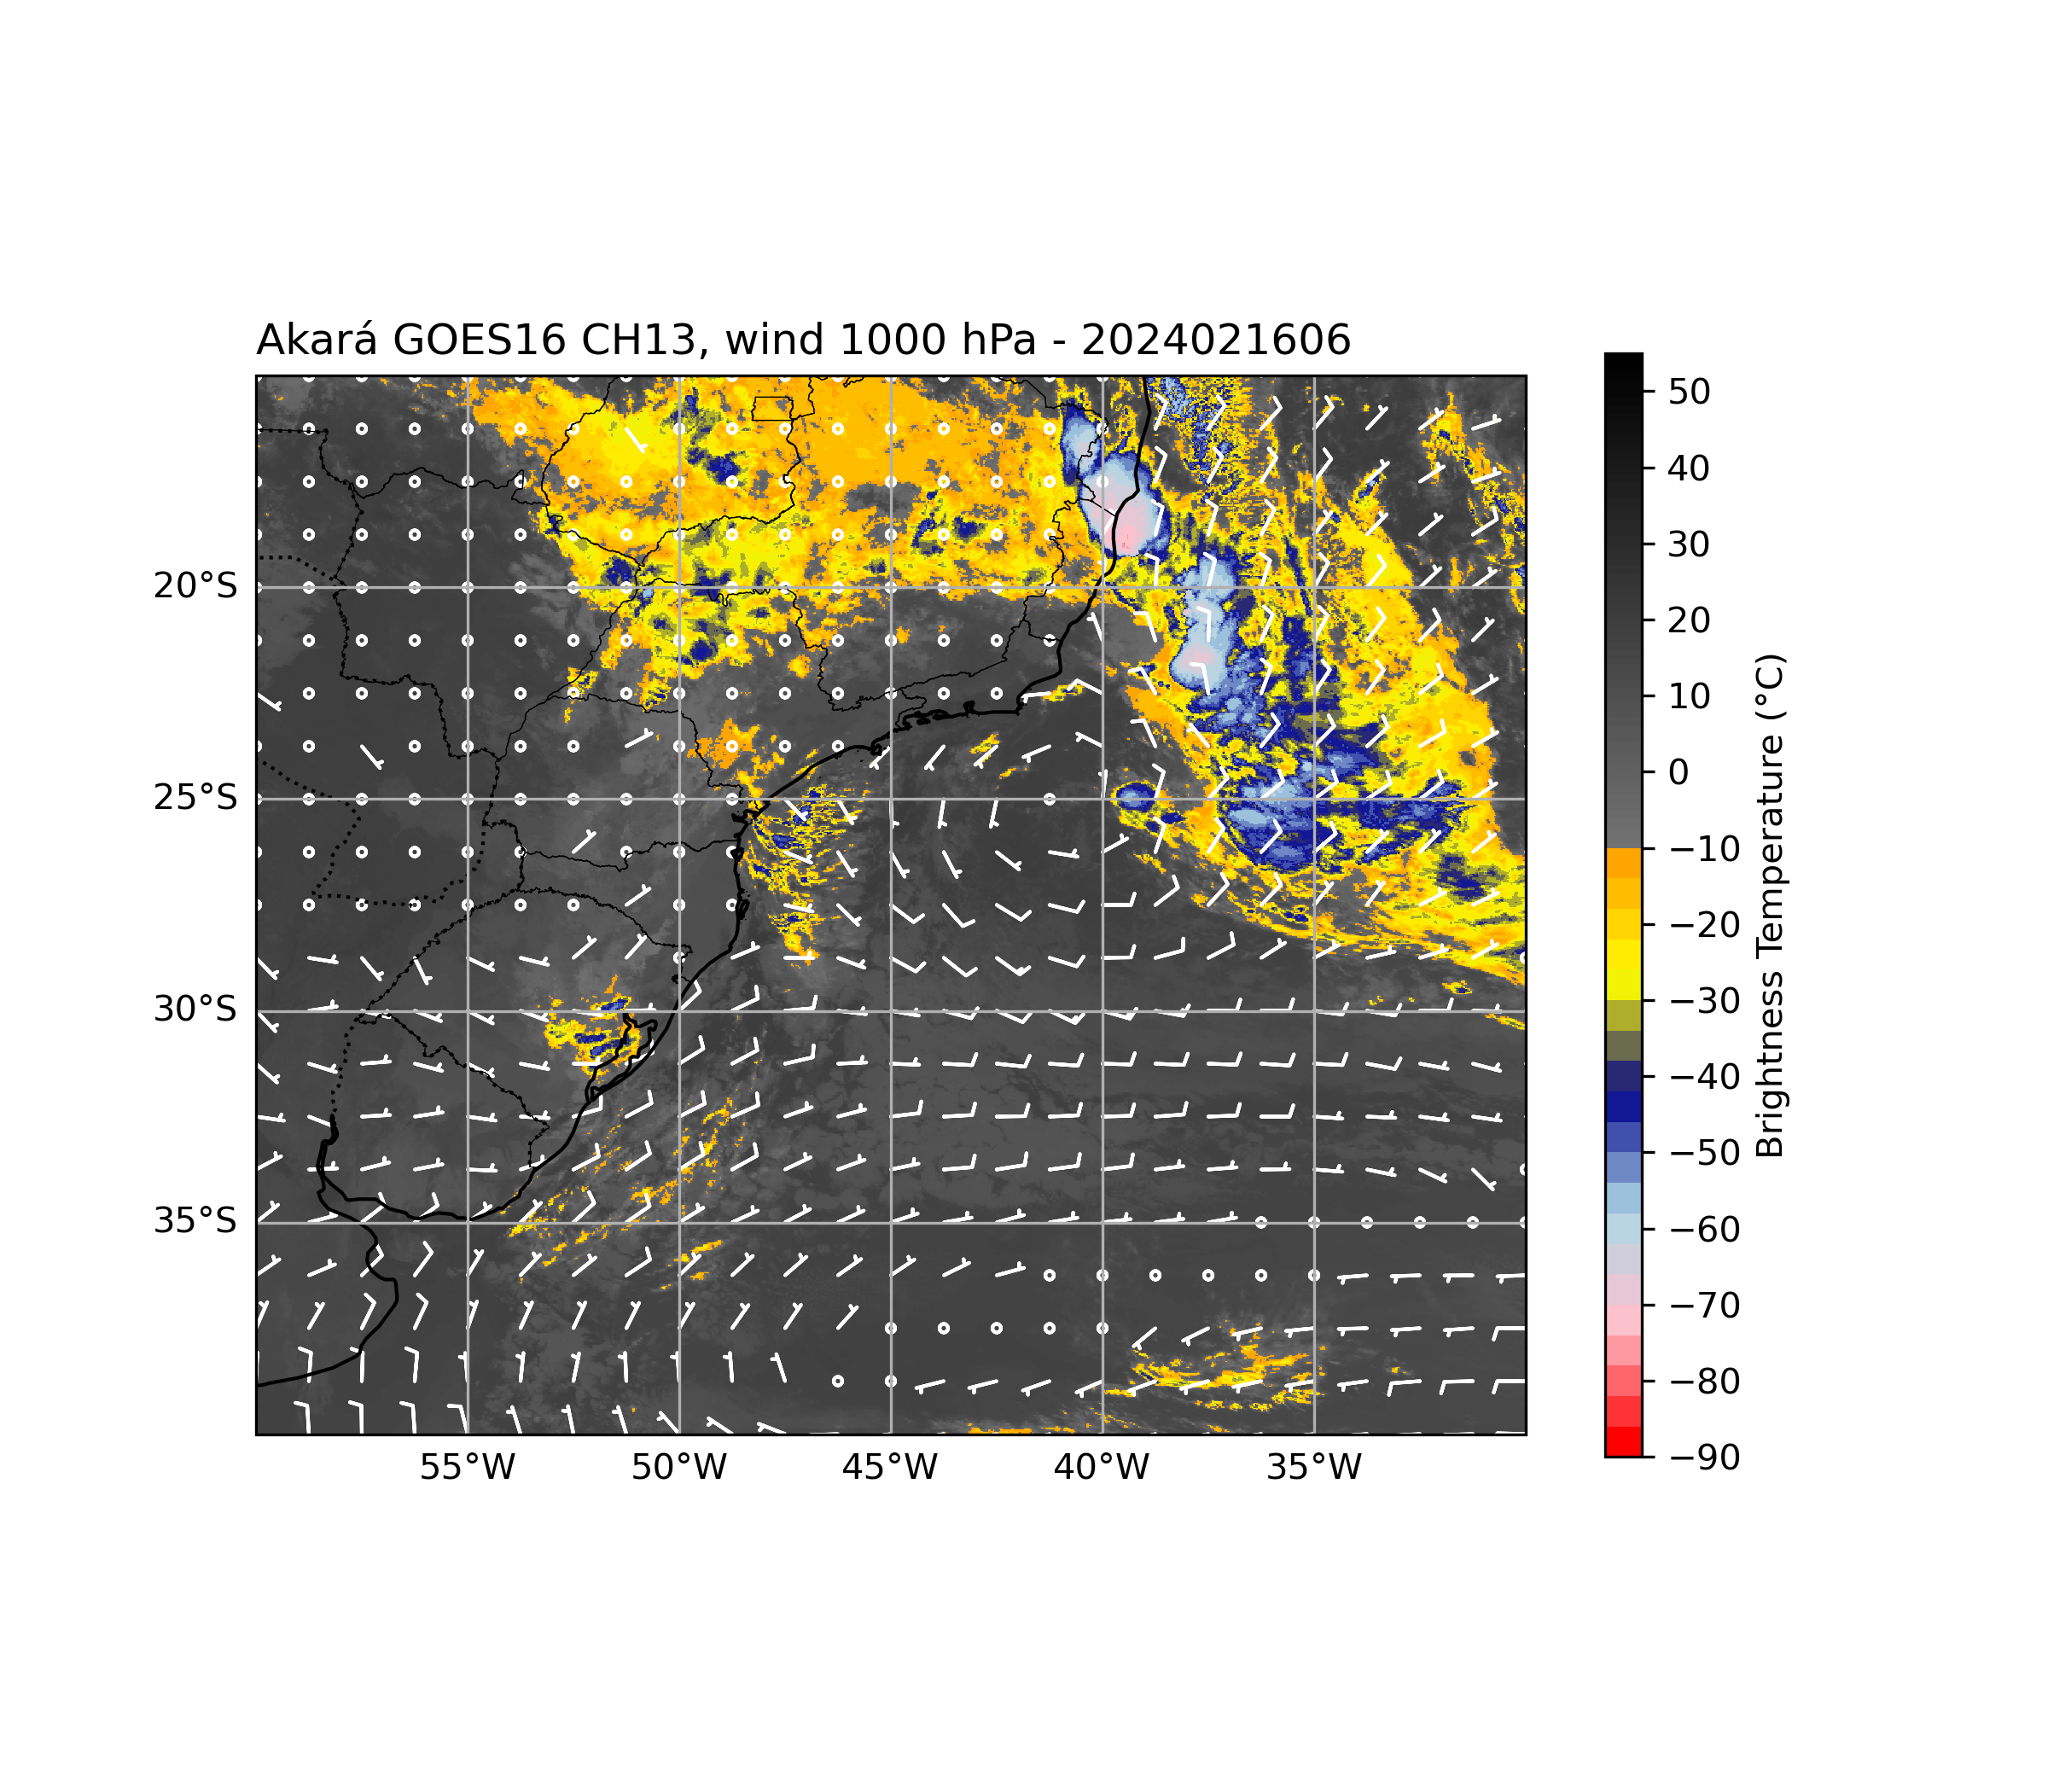 Akará GOES16 CH13, wind 1000 hPa - 2024021606
50
40
30
20
10
0
−10
−20
−30
−40
−50
−60
−70
−80
−90
Brightness Temperature (°C)
20°S
25°S
30°S
35°S
55°W 50°W 45°W 40°W 35°W